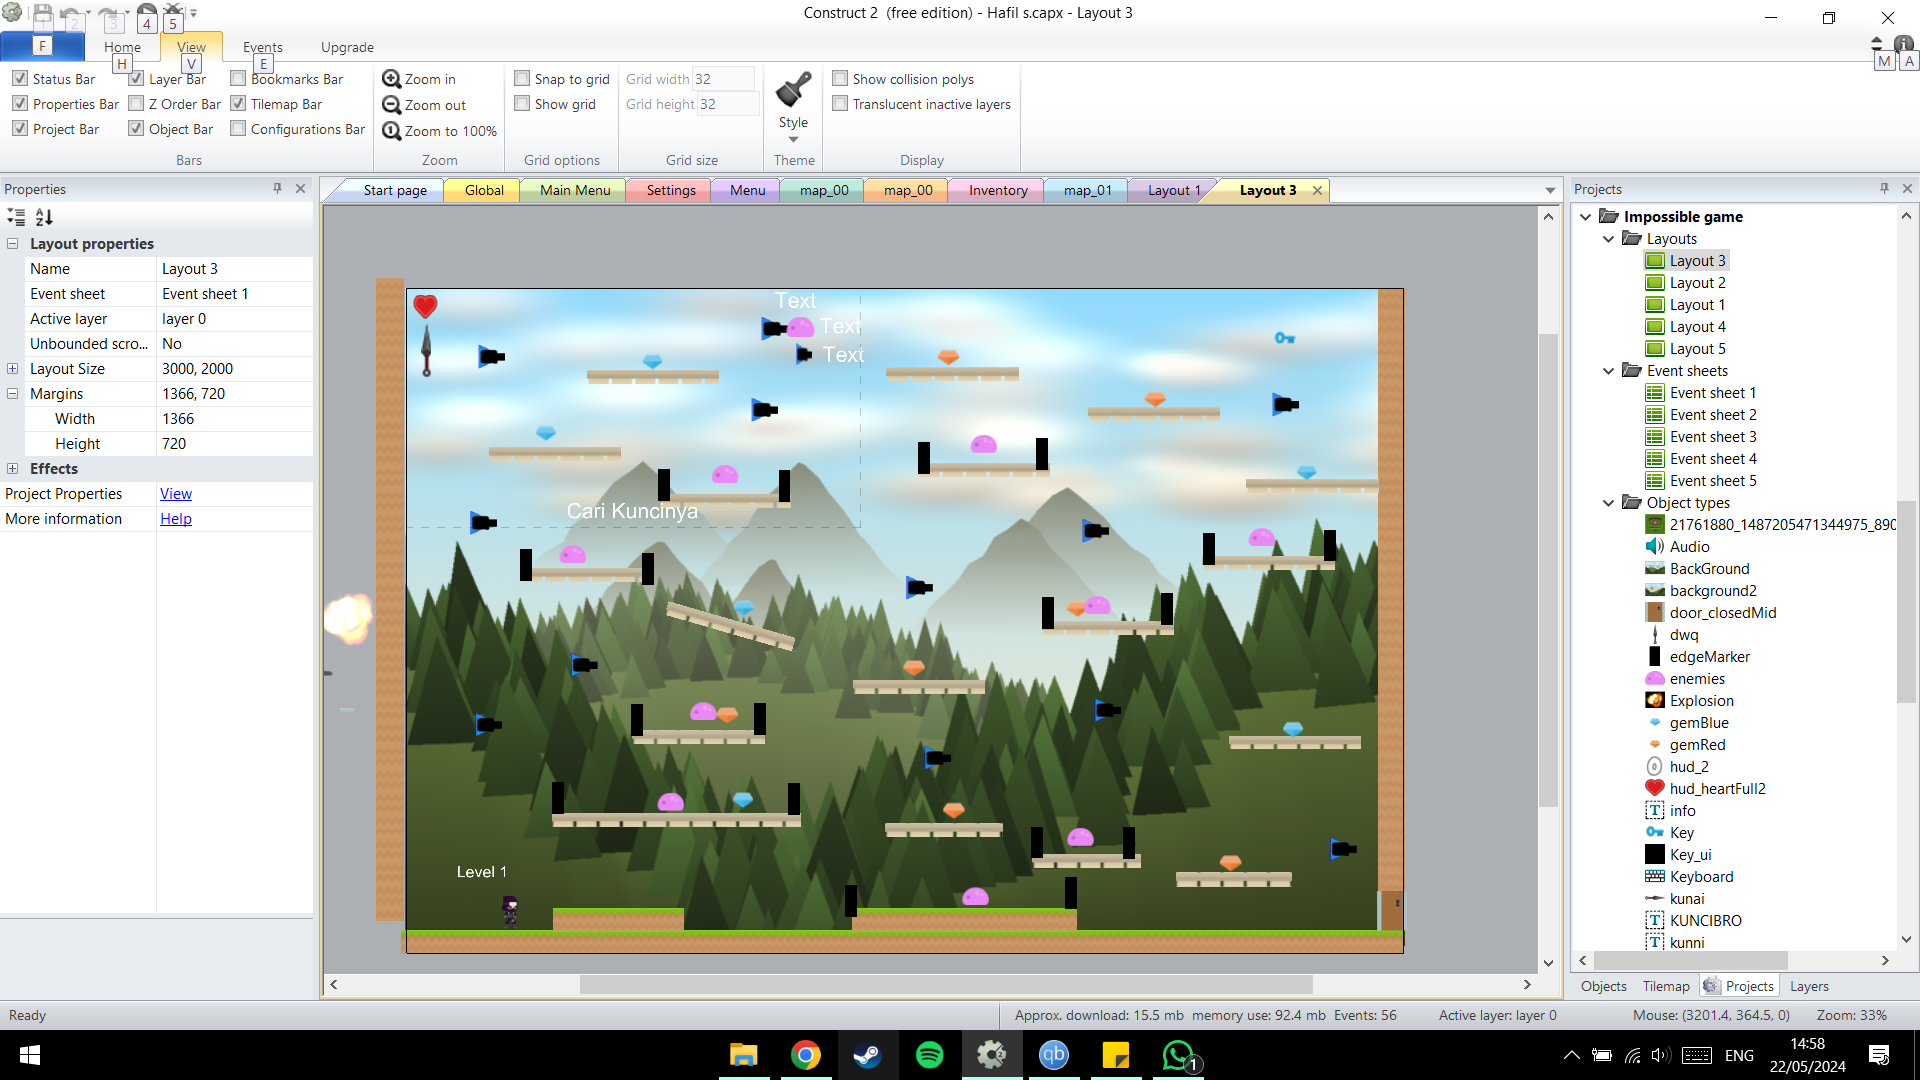 Construct 2  (free edition) - Hafil s.capx - Layout 3
1 2 3 4 5
F
Home View Events Upgrade
H V E M A
Status Bar Layer Bar Bookmarks Bar
Properties Bar Z Order Bar Tilemap Bar
Project Bar Object Bar Configurations Bar
Bars
Zoom in
Zoom out
Zoom to 100%
Zoom
Snap to grid
Show grid
Grid options
Grid width 32
Grid height 32
Grid size
Style
Theme
Show collision polys
Translucent inactive layers
Display
Properties
Layout properties
Name Layout 3
Event sheet Event sheet 1
Active layer layer 0
Unbounded scro... No
Layout Size 3000, 2000
Margins 1366, 720
Width 1366
Height 720
Effects
Project Properties View
More information Help
Start page Global Main Menu Settings Menu map_00 map_00 Inventory map_01 Layout 1 Layout 3
Text
Text
Text
Cari Kuncinya
Level 1
Projects
Impossible game
Layouts
Layout 3
Layout 2
Layout 1
Layout 4
Layout 5
Event sheets
Event sheet 1
Event sheet 2
Event sheet 3
Event sheet 4
Event sheet 5
Object types
21761880_1487205471344975_890
Audio
BackGround
background2
door_closedMid
dwq
edgeMarker
enemies
Explosion
gemBlue
gemRed
hud_2
hud_heartFull2
info
Key
Key_ui
Keyboard
kunai
KUNCIBRO
kunni
Objects Tilemap Projects Layers
Ready
Approx. download: 15.5 mb  memory use: 92.4 mb  Events: 56 Active layer: layer 0 Mouse: (3201.4, 364.5, 0) Zoom: 33%
qb
1
ENG
14:58
22/05/2024